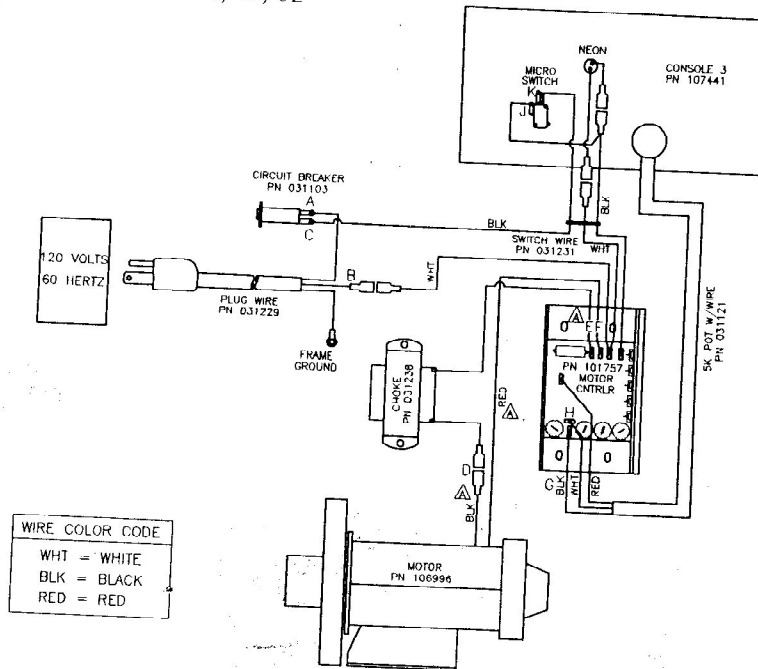 NEON
MICRO
SWITCH
K
J
CONSOLE 3
PN 107441
CIRCUIT BREAKER
PN 031103
A
C
BLK
BLK
SWITCH WIRE
PN 031231
WHT
120 VOLTS
60 HERTZ
B
WHT
PLUG WIRE
PN 031229
FRAME
GROUND
5K POT W/WIRE
PN 031121
A
O
E
F
O
PN 101757
MOTOR
CNTRLR
CHOKE
PN 031238
RED
A
H
O
O
D
A
BLK
G
BLK
WHT
RED
WIRE COLOR CODE
WHT = WHITE
BLK = BLACK
RED = RED
MOTOR
PN 106996